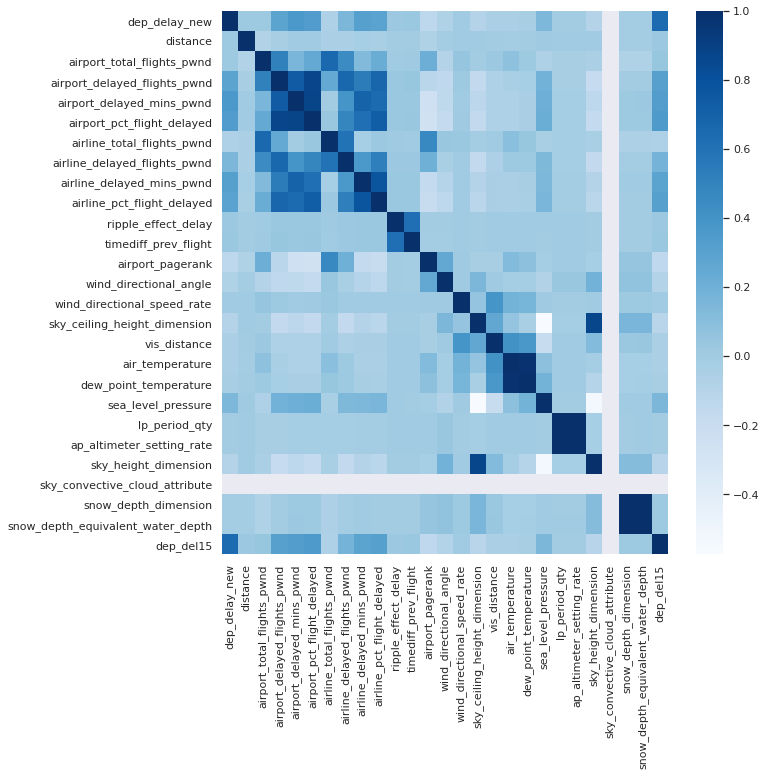 dep_delay_new
distance
airport_total_flights_pwnd
airport_delayed_flights_pwnd
airport_delayed_mins_pwnd
airport_pct_flight_delayed
airline_total_flights_pwnd
airline_delayed_flights_pwnd
airline_delayed_mins_pwnd
airline_pct_flight_delayed
ripple_effect_delay
timediff_prev_flight
airport_pagerank
wind_directional_angle
wind_directional_speed_rate
sky_ceiling_height_dimension
vis_distance
air_temperature
dew_point_temperature
sea_level_pressure
lp_period_qty
ap_altimeter_setting_rate
sky_height_dimension
sky_convective_cloud_attribute
snow_depth_dimension
snow_depth_equivalent_water_depth
dep_del15
dep_delay_new
distance
airport_total_flights_pwnd
airport_delayed_flights_pwnd
airport_delayed_mins_pwnd
airport_pct_flight_delayed
airline_total_flights_pwnd
airline_delayed_flights_pwnd
airline_delayed_mins_pwnd
airline_pct_flight_delayed
ripple_effect_delay
timediff_prev_flight
airport_pagerank
wind_directional_angle
wind_directional_speed_rate
sky_ceiling_height_dimension
vis_distance
air_temperature
dew_point_temperature
sea_level_pressure
lp_period_qty
ap_altimeter_setting_rate
sky_height_dimension
sky_convective_cloud_attribute
snow_depth_dimension
snow_depth_equivalent_water_depth
dep_del15
1.0
0.8
0.6
0.4
0.2
0.0
−0.2
−0.4